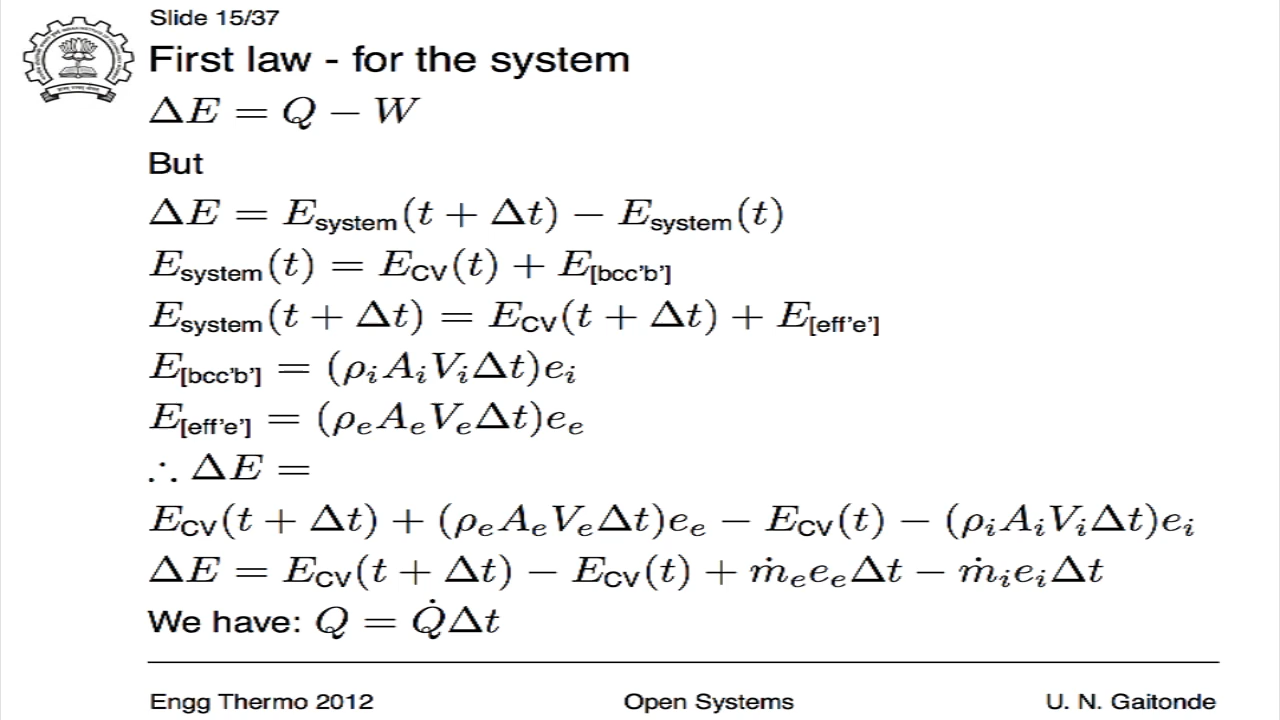 Slide 15/37
First law - for the system
ΔE = Q − W
But
ΔE = E_system(t + Δt) − E_system(t)
E_system(t) = E_CV(t) + E_[bcc'b']
E_system(t + Δt) = E_CV(t + Δt) + E_[eff'e']
E_[bcc'b'] = (ρ_i A_i V_i Δt)e_i
E_[eff'e'] = (ρ_e A_e V_e Δt)e_e
∴ ΔE =
E_CV(t + Δt) + (ρ_e A_e V_e Δt)e_e − E_CV(t) − (ρ_i A_i V_i Δt)e_i
ΔE = E_CV(t + Δt) − E_CV(t) + ṁ_e e_e Δt − ṁ_i e_i Δt
We have: Q = Q̇Δt
Engg Thermo 2012 Open Systems U. N. Gaitonde